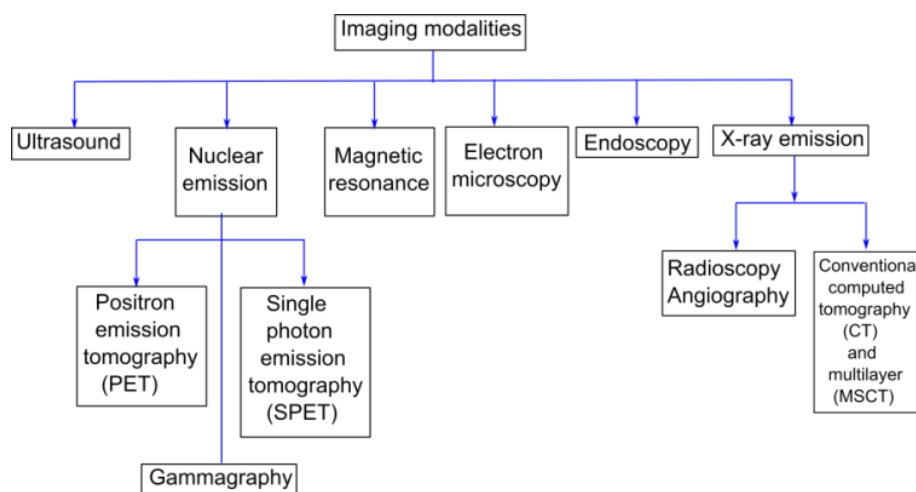 Imaging modalities
Ultrasound
Nuclear
emission
Magnetic
resonance
Electron
microscopy
Endoscopy
X-ray emission
Positron
emission
tomography
(PET)
Single
photon
emission
tomography
(SPET)
Radioscopy
Angiography
Conventiona
computed
tomography
(CT)
and
multilayer
(MSCT)
Gammagraphy